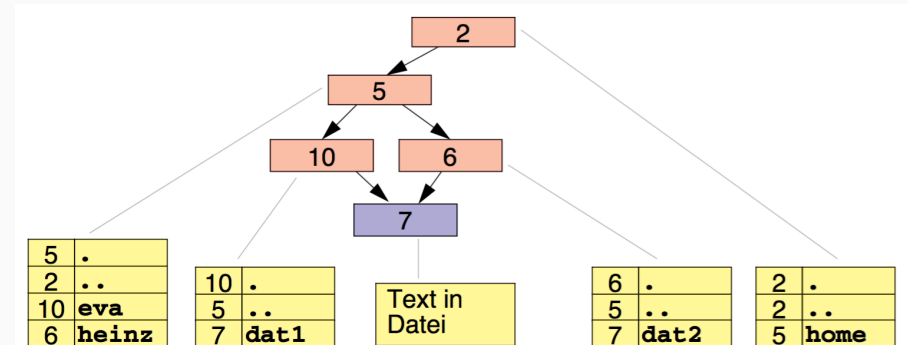 2
5
10
6
7
5 .
2 ..
10 eva
6 heinz
10 .
5 ..
7 dat1
Text in
Datei
6 .
5 ..
7 dat2
2 .
2 ..
5 home